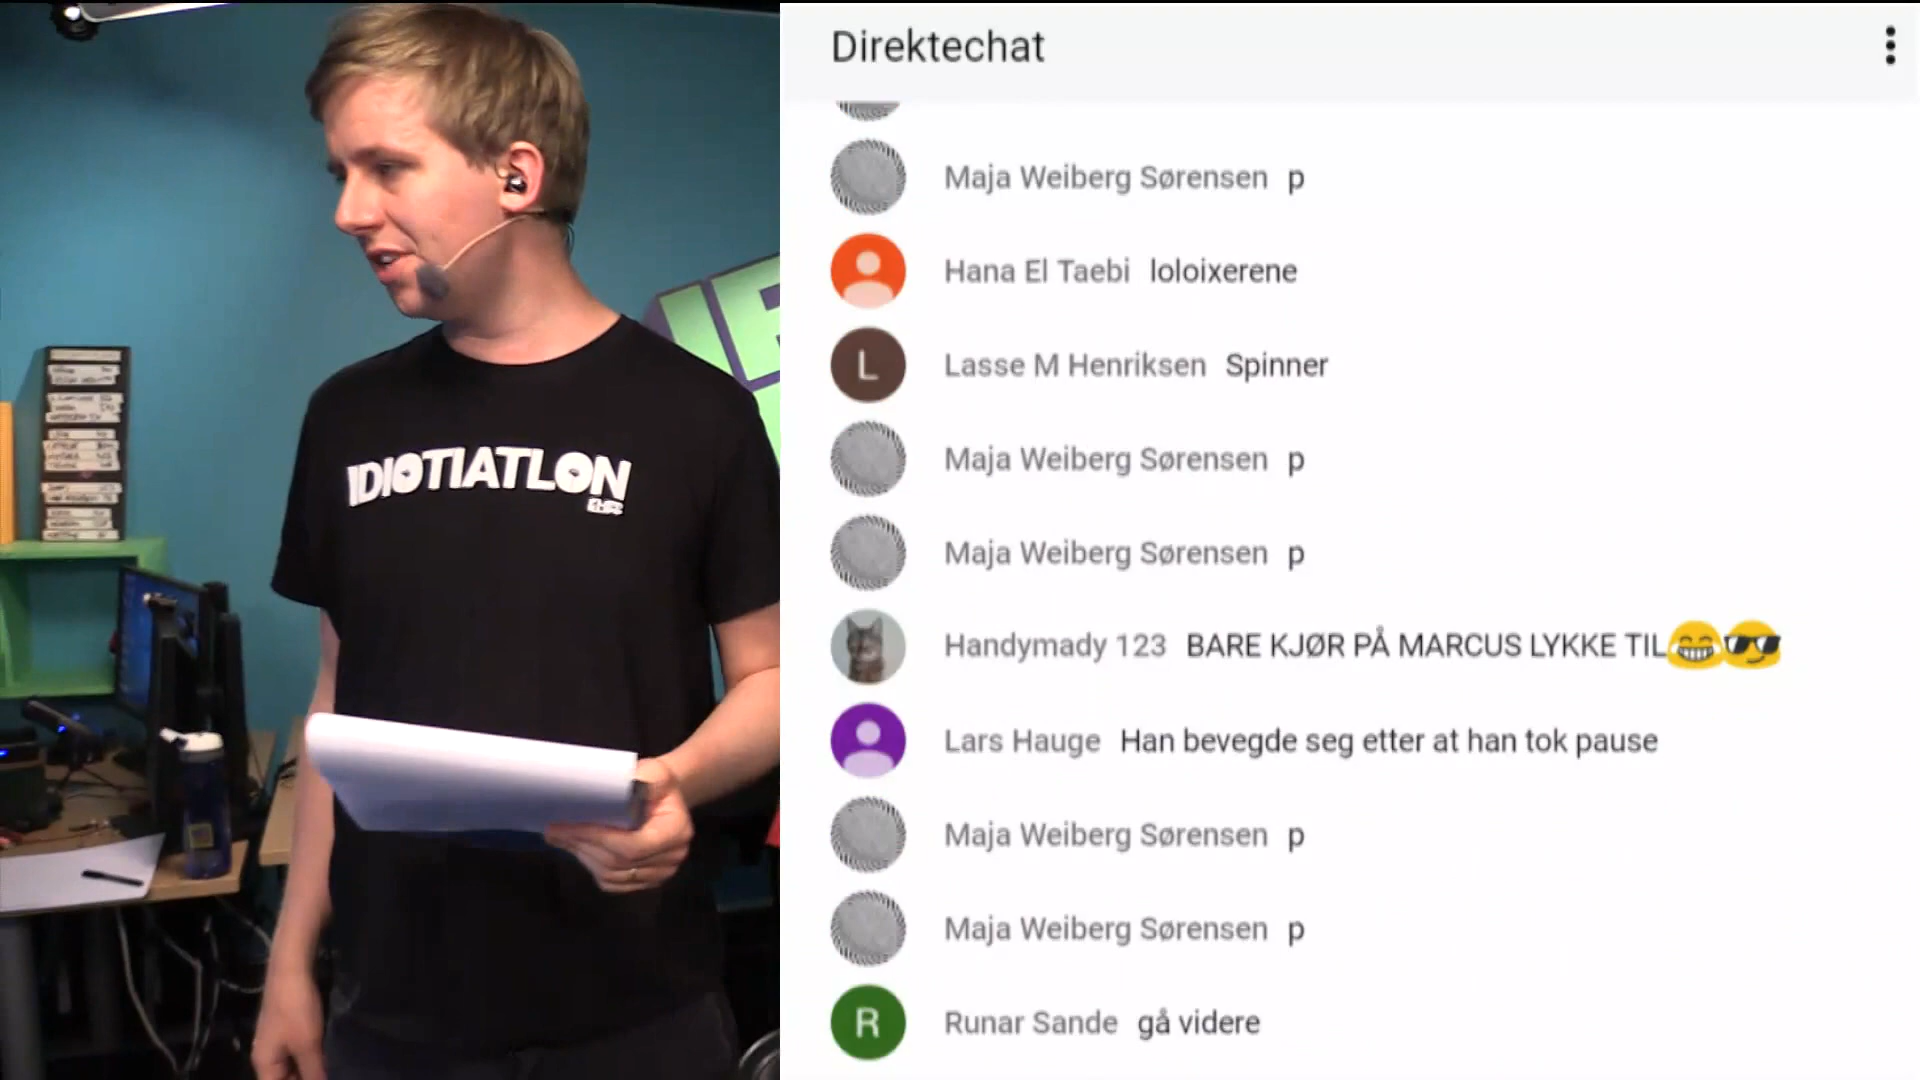 Direktechat
Maja Weiberg Sørensen p
Hana El Taebi loloixerene
Lasse M Henriksen Spinner
Maja Weiberg Sørensen p
Maja Weiberg Sørensen p
Handymady 123 BARE KJØR PÅ MARCUS LYKKE TIL😂😎
Lars Hauge Han bevegde seg etter at han tok pause
Maja Weiberg Sørensen p
Maja Weiberg Sørensen p
Runar Sande gå videre
L
R
IDIOTIATLON